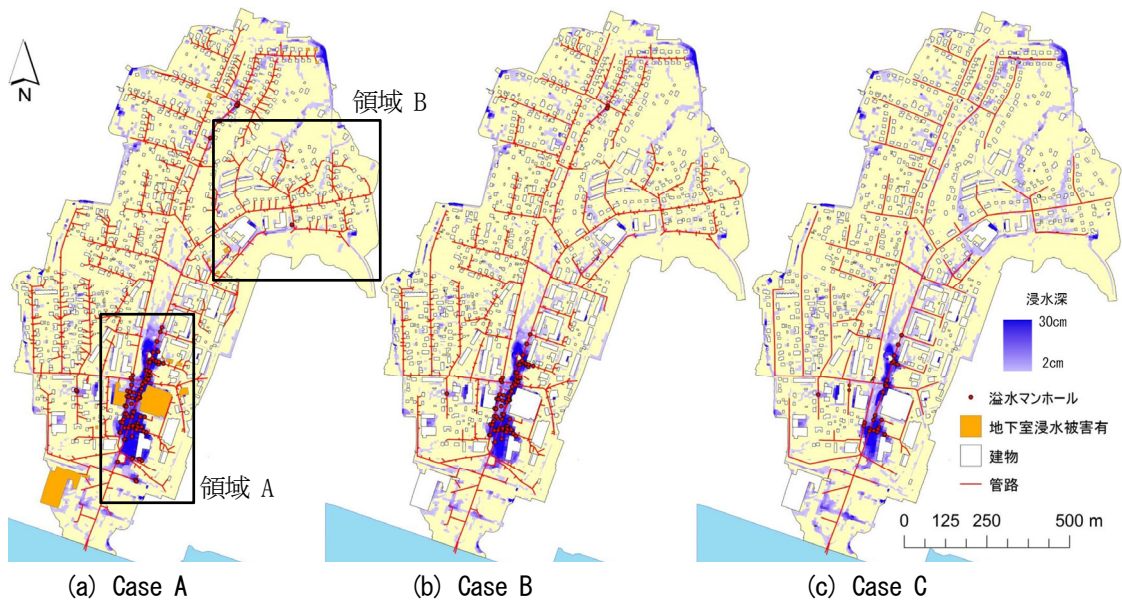 N
領域 B
領域 A
浸水深
30cm
2cm
溢水マンホール
地下室浸水被害有
建物
管路
0 125 250 500 m
(a) Case A
(b) Case B
(c) Case C